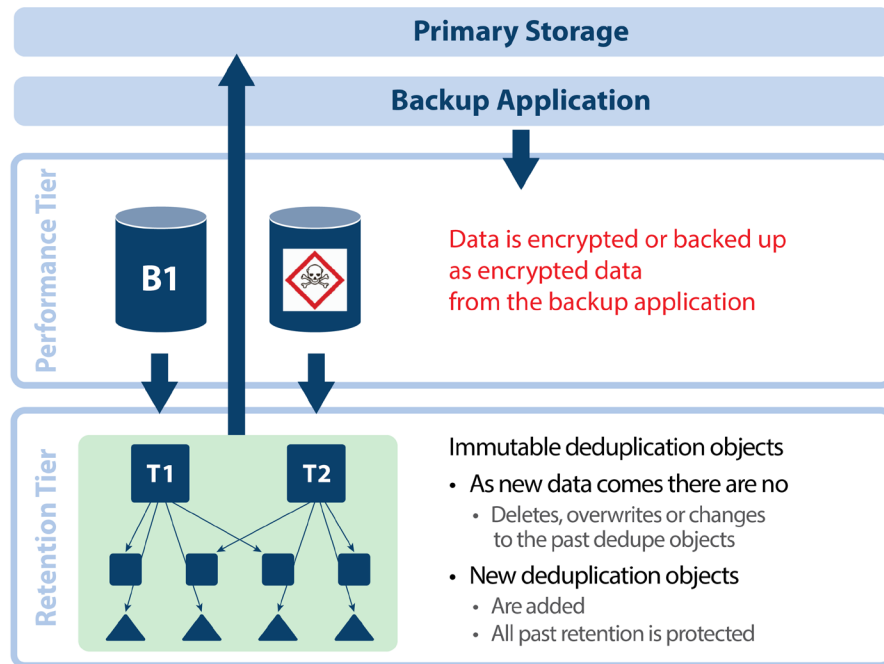 Primary Storage
Backup Application
Performance Tier
B1
Data is encrypted or backed up
as encrypted data
from the backup application
Retention Tier
T1
T2
Immutable deduplication objects
• As new data comes there are no
• Deletes, overwrites or changes
to the past dedupe objects
• New deduplication objects
• Are added
• All past retention is protected